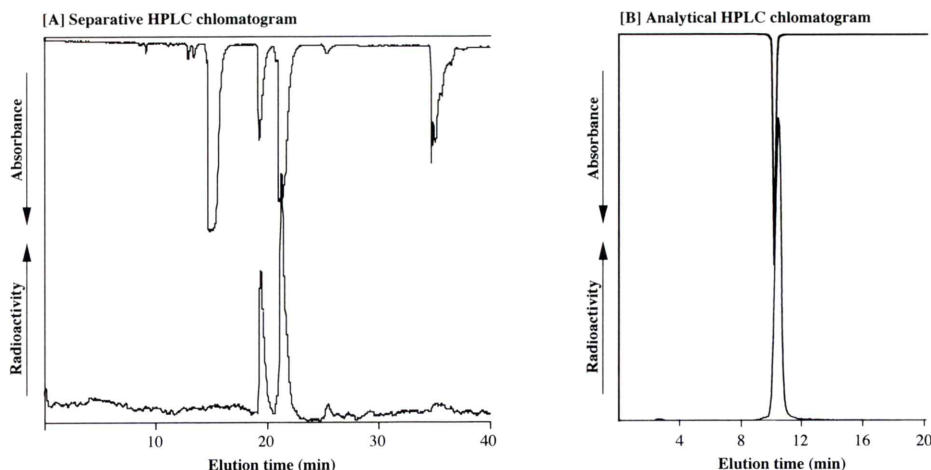 [A] Separative HPLC chlomatogram
Absorbance
Radioactivity
10 20 30 40
Elution time (min)
[B] Analytical HPLC chlomatogram
Absorbance
Radioactivity
4 8 12 16 20
Elution time (min)